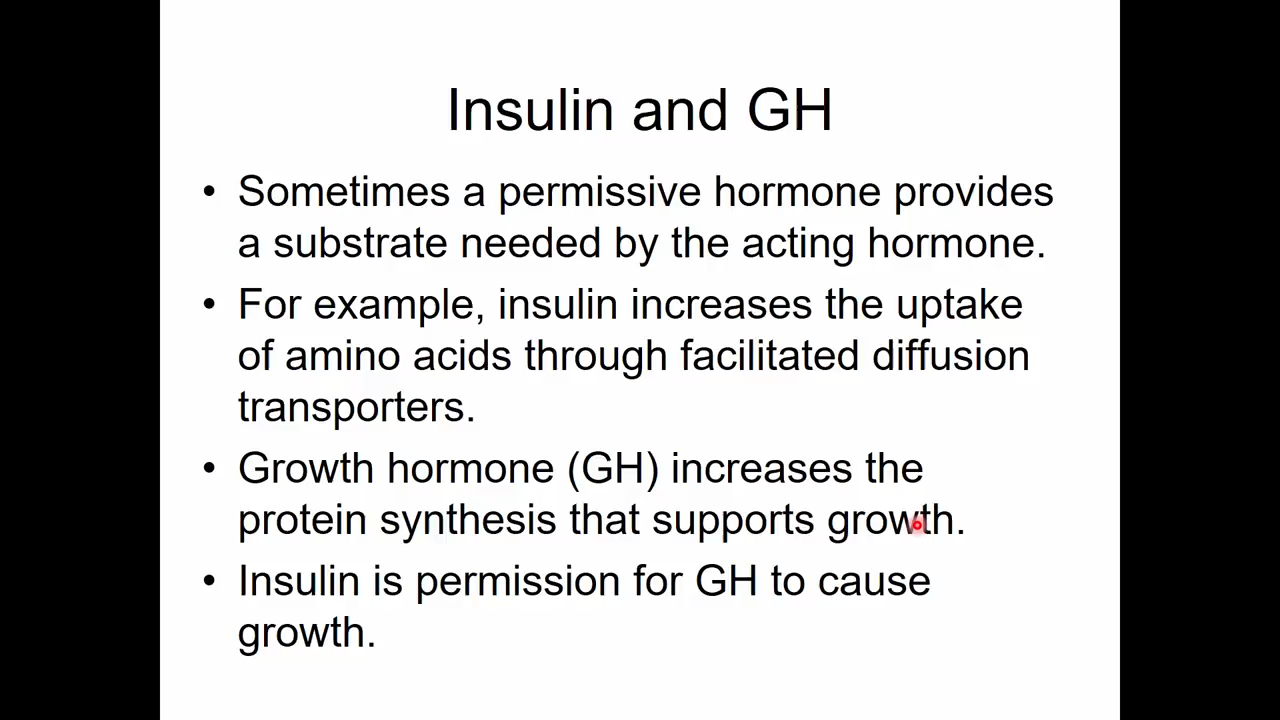 Insulin and GH
• Sometimes a permissive hormone provides
a substrate needed by the acting hormone.
• For example, insulin increases the uptake
of amino acids through facilitated diffusion
transporters.
• Growth hormone (GH) increases the
protein synthesis that supports growth.
• Insulin is permission for GH to cause
growth.